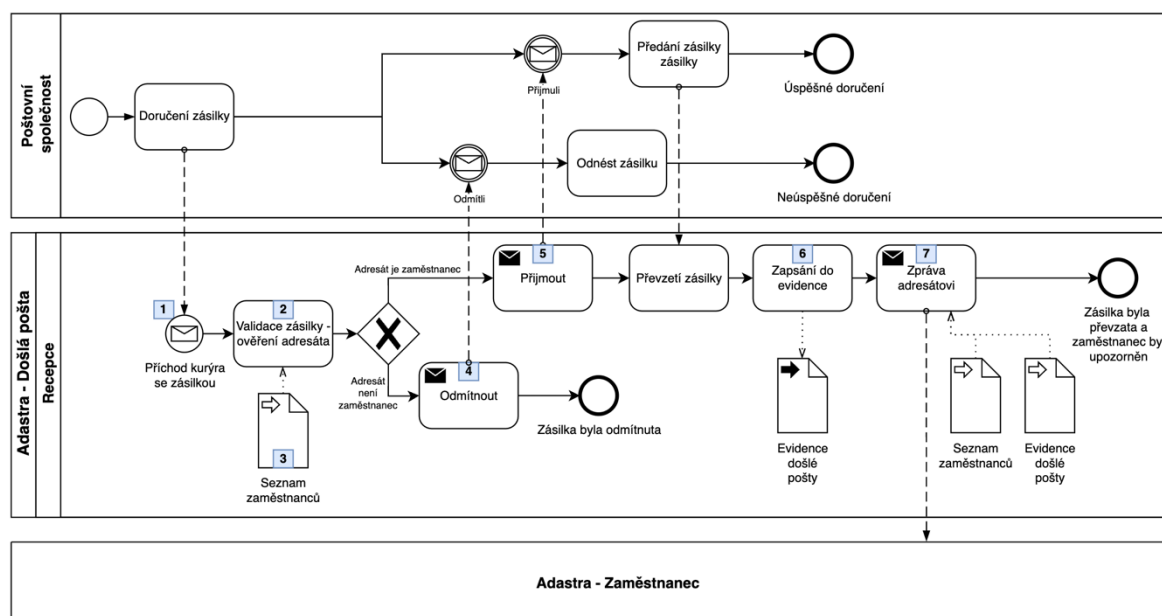 Poštovní
společnost
Doručení zásilky
Přijmuli
Předání zásilky
zásilky
Úspěšné doručení
Odmítli
Odnést zásilku
Neúspěšné doručení
Adastra - Došlá pošta
Recepce
1
Příchod kurýra
se zásilkou
2
Validace zásilky -
ověření adresáta
3
Seznam
zaměstnanců
Adresát je zaměstnanec
Adresát
není
zaměstnanec
4
Odmítnout
Zásilka byla odmítnuta
5
Přijmout
Převzetí zásilky
6
Zapsání do
evidence
Evidence
došlé
pošty
7
Zpráva
adresátovi
Seznam
zaměstnanců
Evidence
došlé
pošty
Zásilka byla
převzata a
zaměstnanec by
upozorněn
Adastra - Zaměstnanec